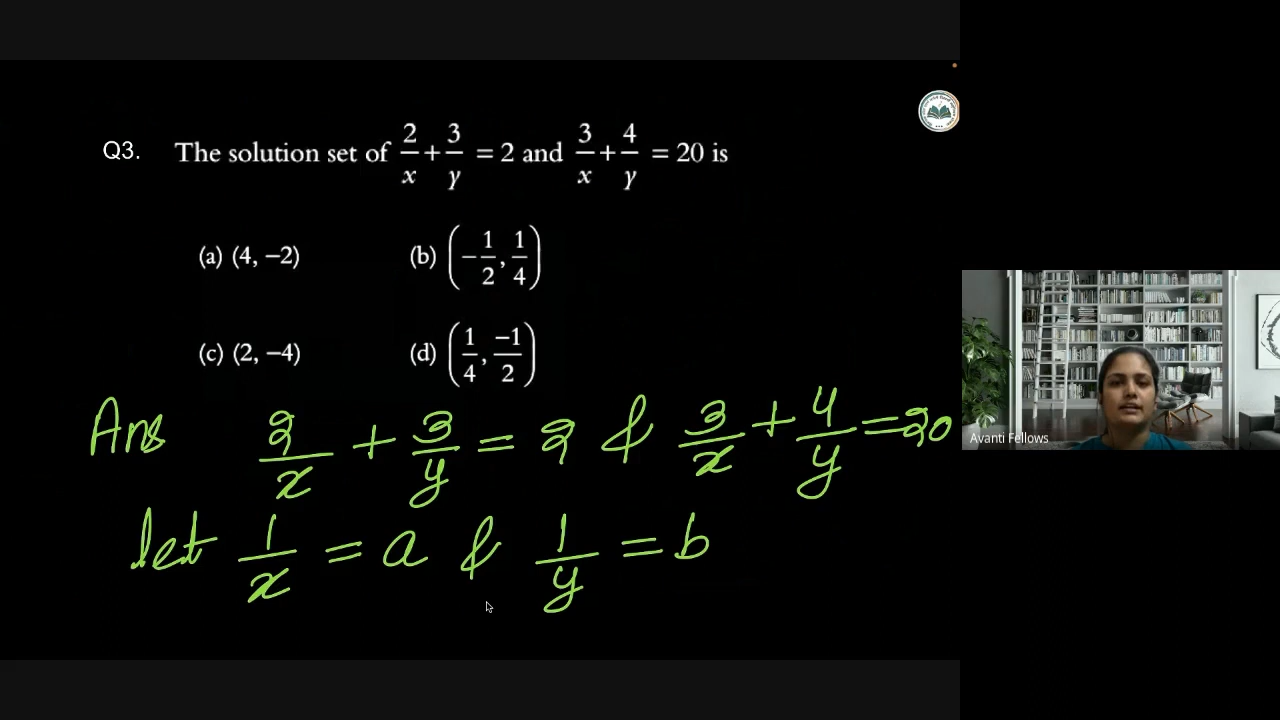 Q3. The solution set of 2/x + 3/y = 2 and 3/x + 4/y = 20 is
(a) (4, –2) (b) (–1/2, 1/4)
(c) (2, –4) (d) (1/4, –1/2)
Ans 2/x + 3/y = 2 & 3/x + 4/y = 20
let 1/x = a & 1/y = b
Avanti Fellows